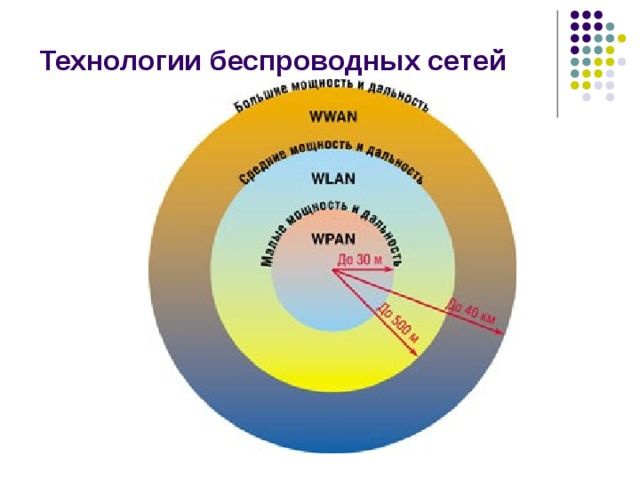 Технологии беспроводных сетей
Большие мощность и дальность
WWAN
Средние мощность и дальность
WLAN
Малые мощность и дальность
WPAN
До 30 м
До 500 м
До 40 км